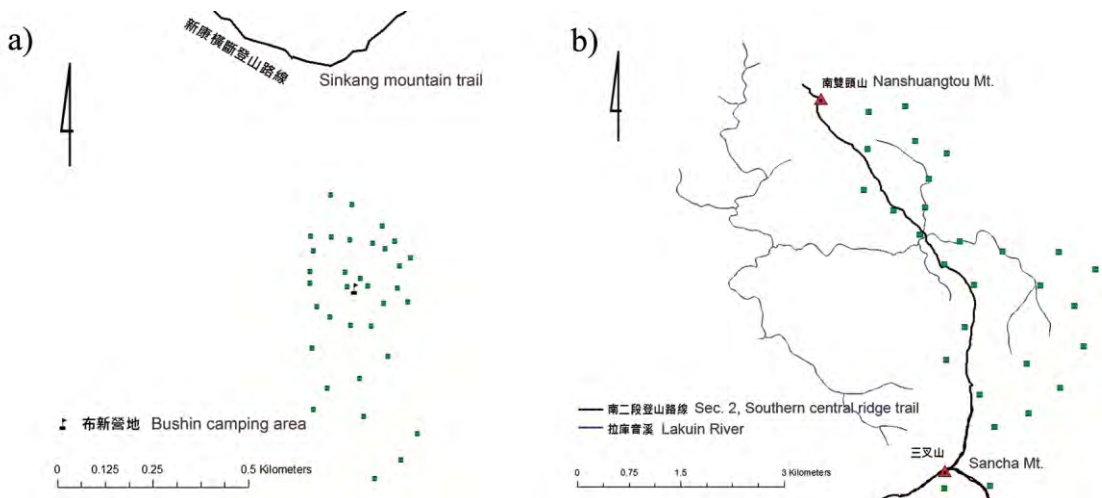 a)
新康橫斷登山路線
Sinkang mountain trail
布新營地 Bushin camping area
0 0.125 0.25 0.5 Kilometers
b)
南雙頭山 Nanshuangtou Mt.
南二段登山路線 Sec. 2, Southern central ridge trail
拉庫音溪 Lakuin River
三叉山
Sancha Mt.
0 0.75 1.5 3 Kilometers